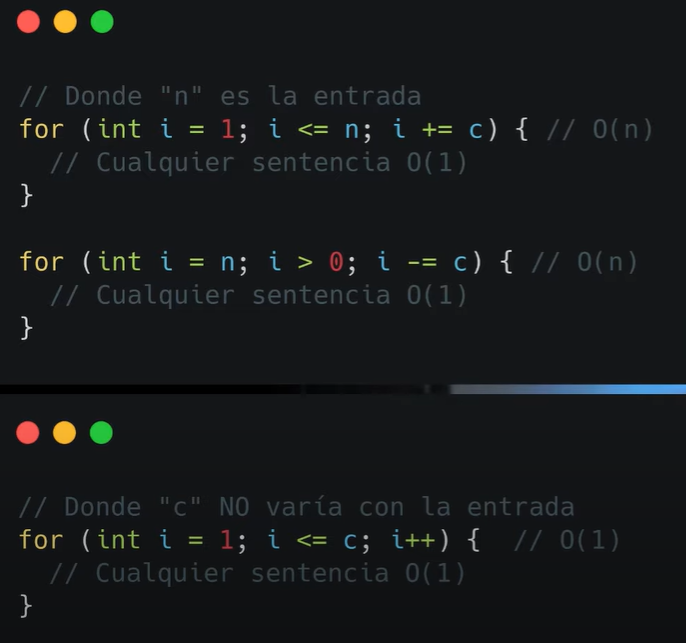 // Donde "n" es la entrada
for (int i = 1; i <= n; i += c) { // O(n)
  // Cualquier sentencia O(1)
}
for (int i = n; i > 0; i -= c) { // O(n)
  // Cualquier sentencia O(1)
}
// Donde "c" NO varía con la entrada
for (int i = 1; i <= c; i++) {  // O(1)
  // Cualquier sentencia O(1)
}